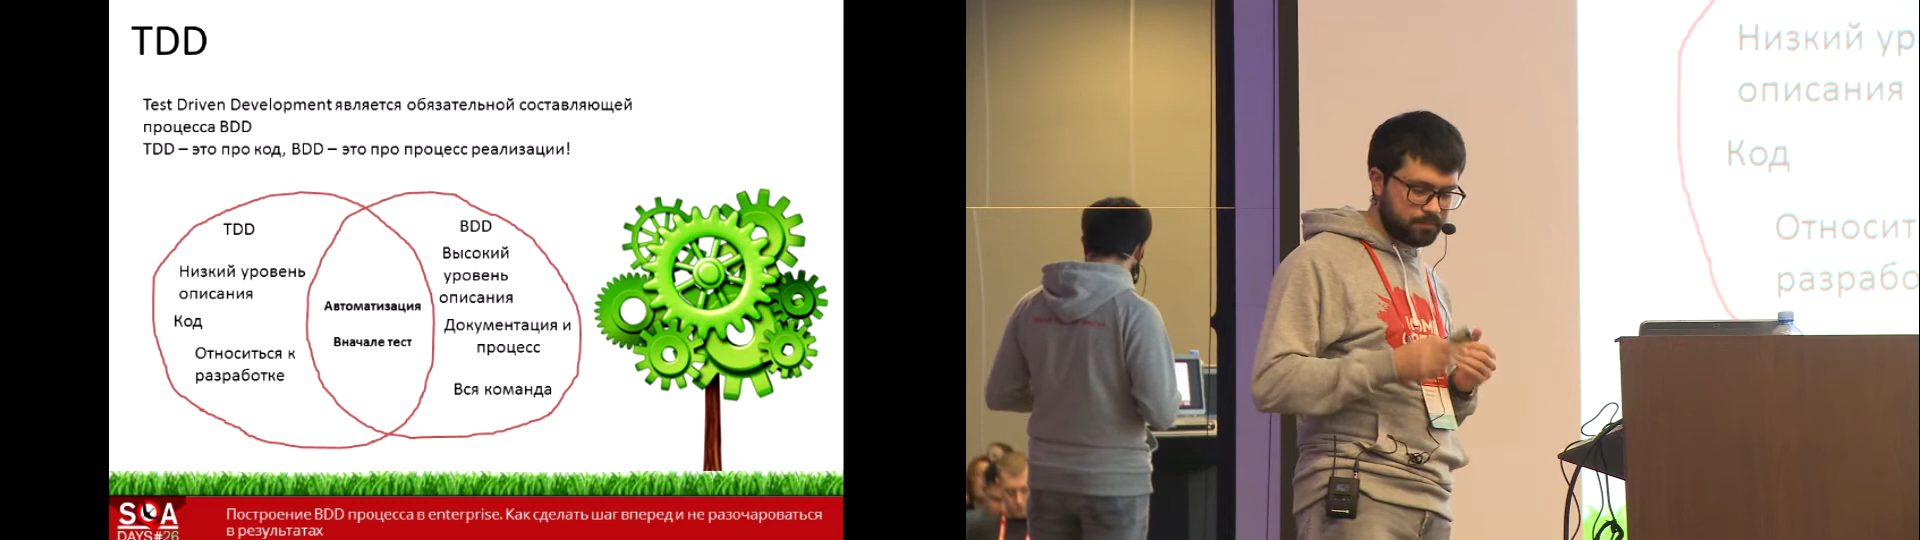 TDD
Test Driven Development является обязательной составляющей
процесса BDD
TDD – это про код, BDD – это про процесс реализации!
TDD
Низкий уровень
описания
Код
Относиться к
разработке
Автоматизация
Вначале тест
BDD
Высокий
уровень
описания
Документация и
процесс
Вся команда
SQA
DAYS#26
Построение BDD процесса в enterprise. Как сделать шаг вперед и не разочароваться
в результатах
Низкий ур
описания
Код
Относит
разрабо